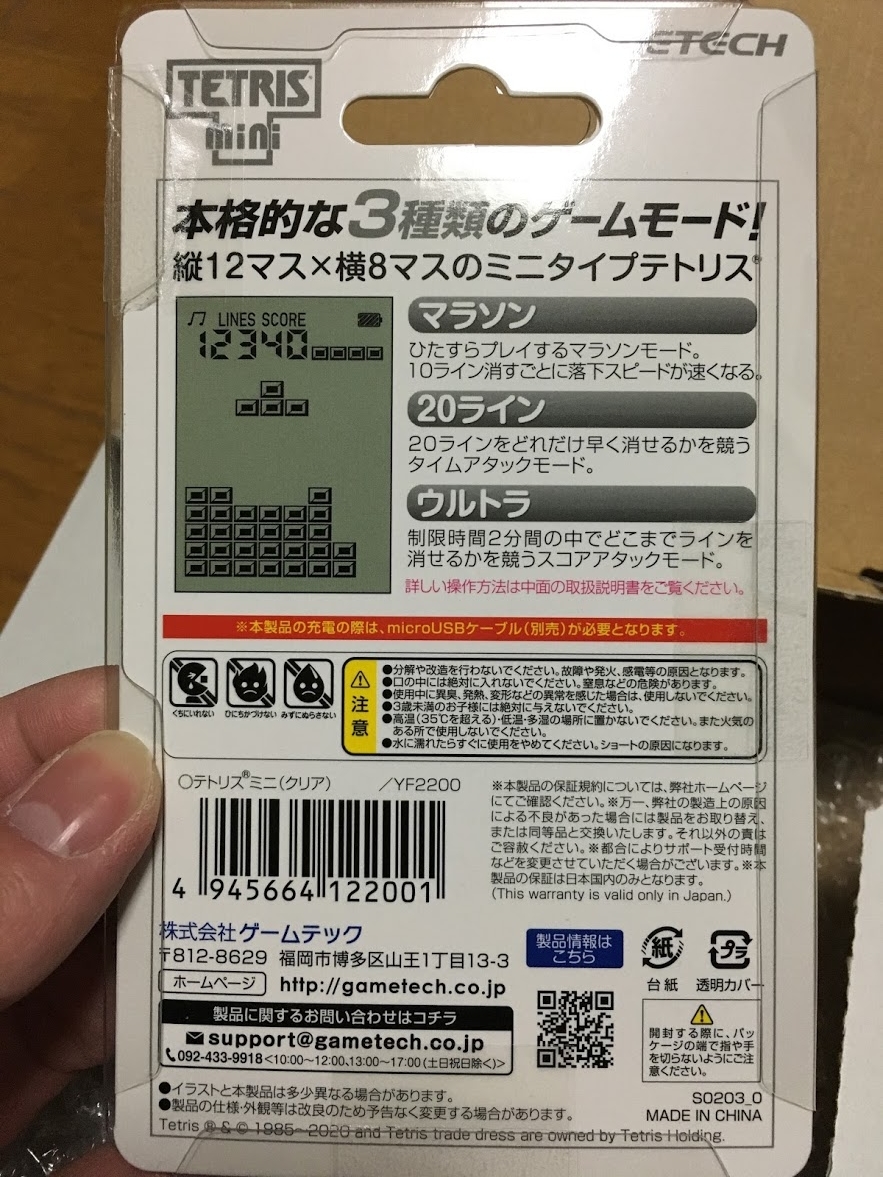 ETECH
TETRIS®
mini
本格的な3種類のゲームモード!
縦12マス×横8マスのミニタイプテトリス®
LINES SCORE
12340
マラソン
ひたすらプレイするマラソンモード。
10ライン消すごとに落下スピードが速くなる。
20ライン
20ラインをどれだけ早く消せるかを競う
タイムアタックモード。
ウルトラ
制限時間2分間の中でどこまでラインを
消せるかを競うスコアアタックモード。
詳しい操作方法は中面の取扱説明書をご覧ください。
※本製品の充電の際は、microUSBケーブル(別売)が必要となります。
くちにいれない ひにちかづけない みずにぬらさない
注意
●分解や改造を行わないでください。故障や発火、感電等の原因となります。
●口の中には絶対に入れないでください。窒息などの危険があります。
●使用中に異臭、発熱、変形などの異常を感じた場合は、使用しないでください。
●3歳未満のお子様には絶対に与えないでください。
●高温(35℃を超える)・低温・多湿の場所に置かないでください。また火気の
ある所で使用しないでください。
●水に濡れたらすぐに使用をやめてください。ショートの原因になります。
○テトリス®ミニ(クリア) /YF2200
4 945664 122001
※本製品の保証規約については、弊社ホームページ
にてご確認ください。※万一、弊社の製造上の原因
による不良があった場合には製品をお取り替え、
または同等品と交換いたします。それ以外の責は
ご容赦ください。※都合によりサポート受付時間
などを変更させていただく場合がございます。※本
製品の保証は日本国内のみとなります。
(This warranty is valid only in Japan.)
株式会社ゲームテック
〒812-8629 福岡市博多区山王1丁目13-3
ホームページ http://gametech.co.jp
製品に関するお問い合わせはコチラ
support@gametech.co.jp
092-433-9918<10:00~12:00、13:00~17:00(土日祝日除く)>
製品情報は
こちら
紙
台紙
プラ
透明カバー
開封する際に、パッ
ケージの端で指や手
を切らないようにご注
意ください。
●イラストと本製品は多少異なる場合があります。
●製品の仕様・外観等は改良のため予告なく変更する場合があります。
S0203_0
MADE IN CHINA
Tetris ® & © 1985~2020 and Tetris trade dress are owned by Tetris Holding.